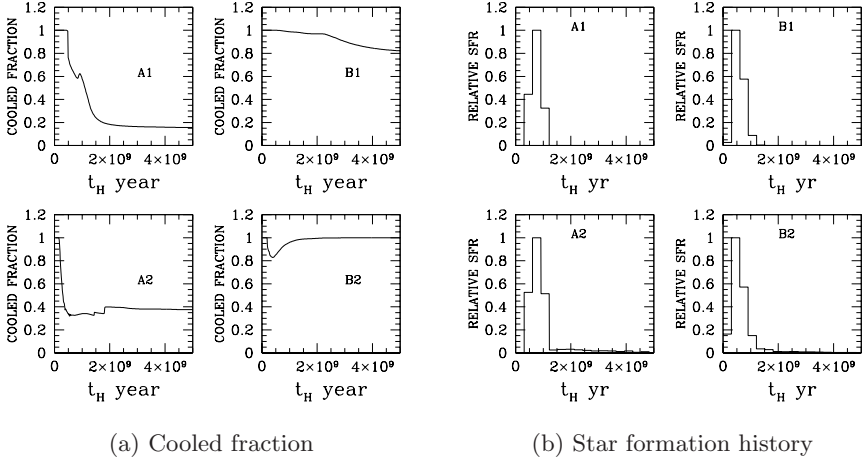 1.2
1
0.8
0.6
0.4
0.2
0
COOLED FRACTION
A1
0 2×10⁹ 4×10⁹
t_H year
1.2
1
0.8
0.6
0.4
0.2
0
COOLED FRACTION
B1
0 2×10⁹ 4×10⁹
t_H year
1.2
1
0.8
0.6
0.4
0.2
0
RELATIVE SFR
A1
0 2×10⁹ 4×10⁹
t_H yr
1.2
1
0.8
0.6
0.4
0.2
0
RELATIVE SFR
B1
0 2×10⁹ 4×10⁹
t_H yr
1.2
1
0.8
0.6
0.4
0.2
0
COOLED FRACTION
A2
0 2×10⁹ 4×10⁹
t_H year
1.2
1
0.8
0.6
0.4
0.2
0
COOLED FRACTION
B2
0 2×10⁹ 4×10⁹
t_H year
1.2
1
0.8
0.6
0.4
0.2
0
RELATIVE SFR
A2
0 2×10⁹ 4×10⁹
t_H yr
1.2
1
0.8
0.6
0.4
0.2
0
RELATIVE SFR
B2
0 2×10⁹ 4×10⁹
t_H yr
(a) Cooled fraction
(b) Star formation history